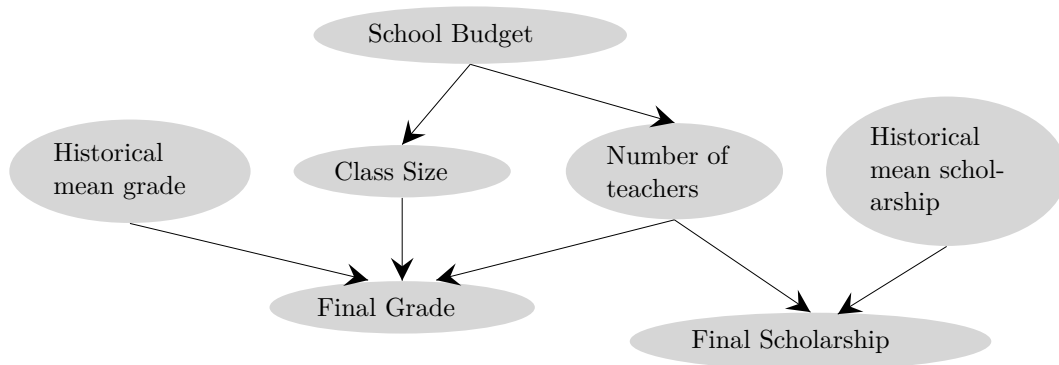 School Budget
Historical
mean grade
Class Size
Number of
teachers
Historical
mean schol-
arship
Final Grade
Final Scholarship